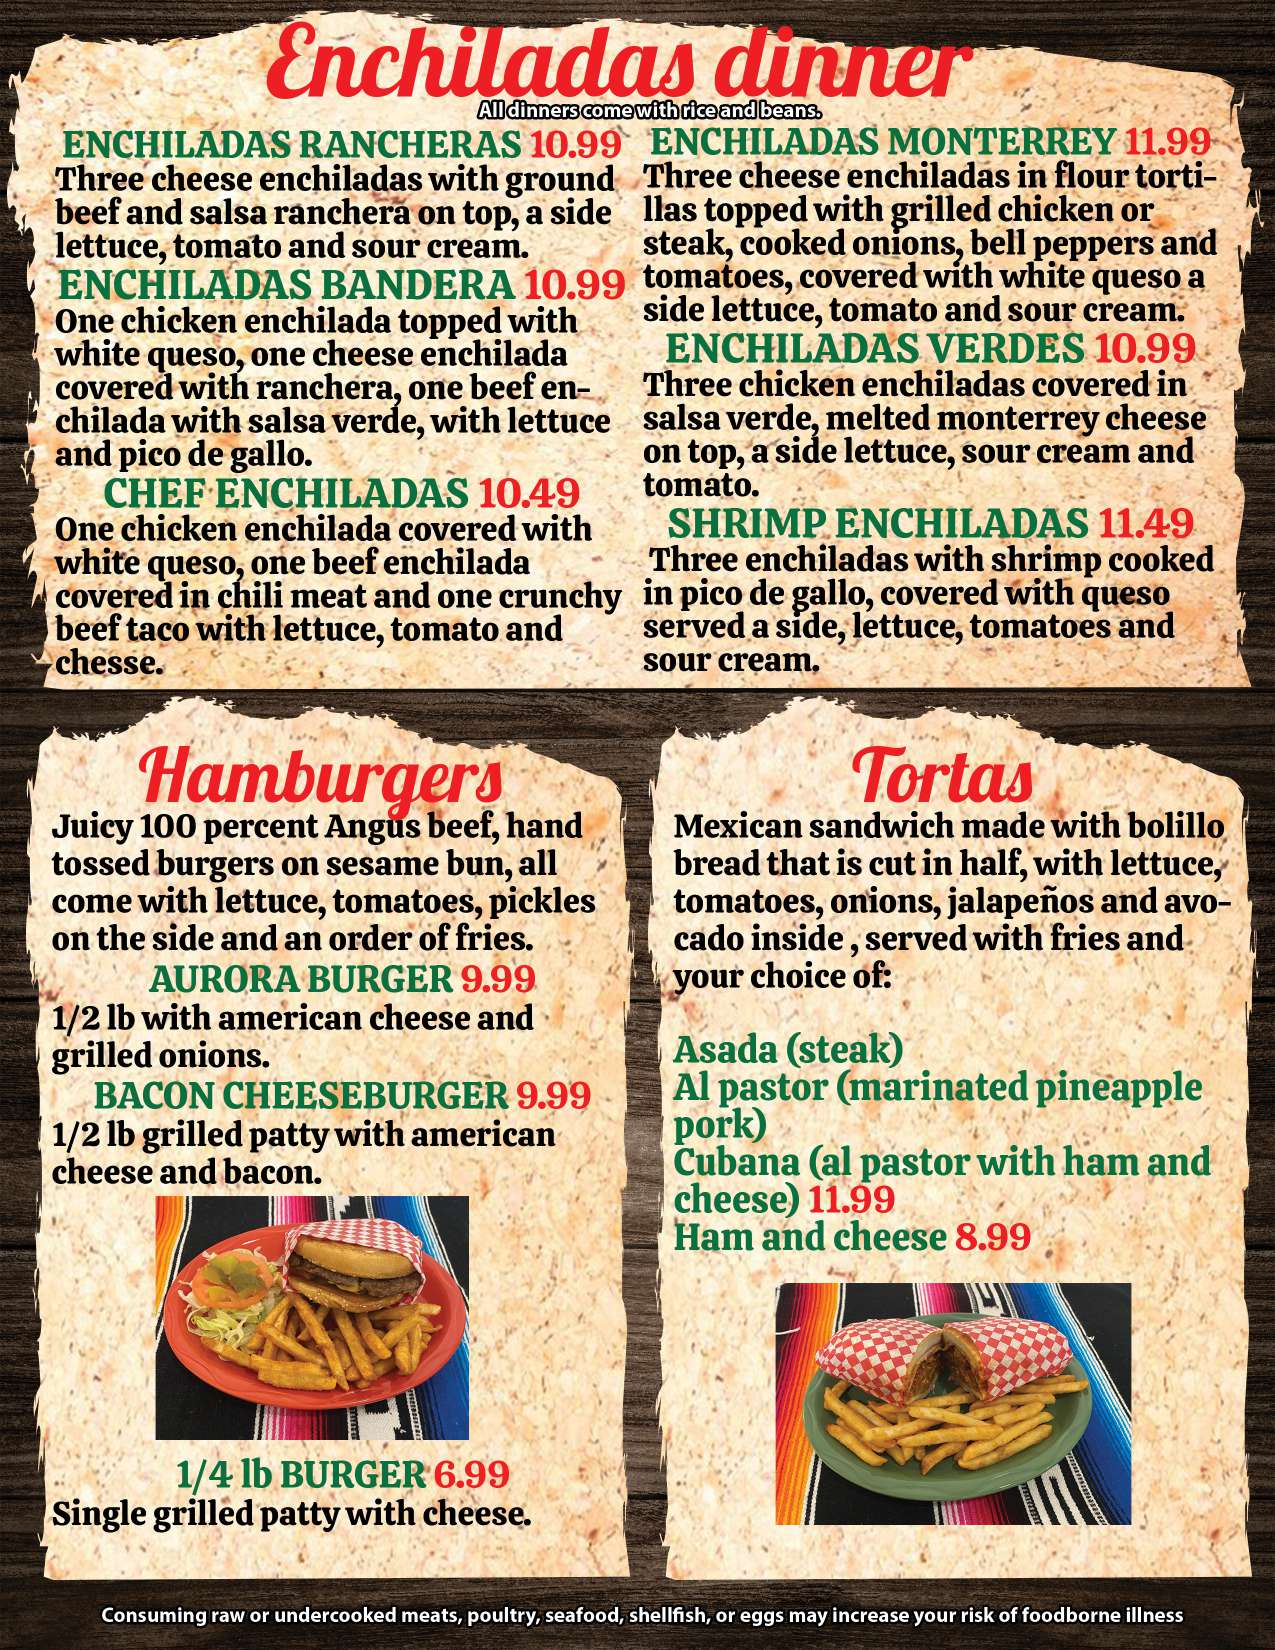 Enchiladas dinner
All dinners come with rice and beans.
ENCHILADAS RANCHERAS 10.99
Three cheese enchiladas with ground
beef and salsa ranchera on top, a side
lettuce, tomato and sour cream.
ENCHILADAS BANDERA 10.99
One chicken enchilada topped with
white queso, one cheese enchilada
covered with ranchera, one beef en-
chilada with salsa verde, with lettuce
and pico de gallo.
CHEF ENCHILADAS 10.49
One chicken enchilada covered with
white queso, one beef enchilada
covered in chili meat and one crunchy
beef taco with lettuce, tomato and
chesse.
ENCHILADAS MONTERREY 11.99
Three cheese enchiladas in flour torti-
llas topped with grilled chicken or
steak, cooked onions, bell peppers and
tomatoes, covered with white queso a
side lettuce, tomato and sour cream.
ENCHILADAS VERDES 10.99
Three chicken enchiladas covered in
salsa verde, melted monterrey cheese
on top, a side lettuce, sour cream and
tomato.
SHRIMP ENCHILADAS 11.49
Three enchiladas with shrimp cooked
in pico de gallo, covered with queso
served a side, lettuce, tomatoes and
sour cream.
Hamburgers
Juicy 100 percent Angus beef, hand
tossed burgers on sesame bun, all
come with lettuce, tomatoes, pickles
on the side and an order of fries.
AURORA BURGER 9.99
1/2 lb with american cheese and
grilled onions.
BACON CHEESEBURGER 9.99
1/2 lb grilled patty with american
cheese and bacon.
1/4 lb BURGER 6.99
Single grilled patty with cheese.
Tortas
Mexican sandwich made with bolillo
bread that is cut in half, with lettuce,
tomatoes, onions, jalapeños and avo-
cado inside , served with fries and
your choice of:
Asada (steak)
Al pastor (marinated pineapple
pork)
Cubana (al pastor with ham and
cheese) 11.99
Ham and cheese 8.99
Consuming raw or undercooked meats, poultry, seafood, shellfish, or eggs may increase your risk of foodborne illness